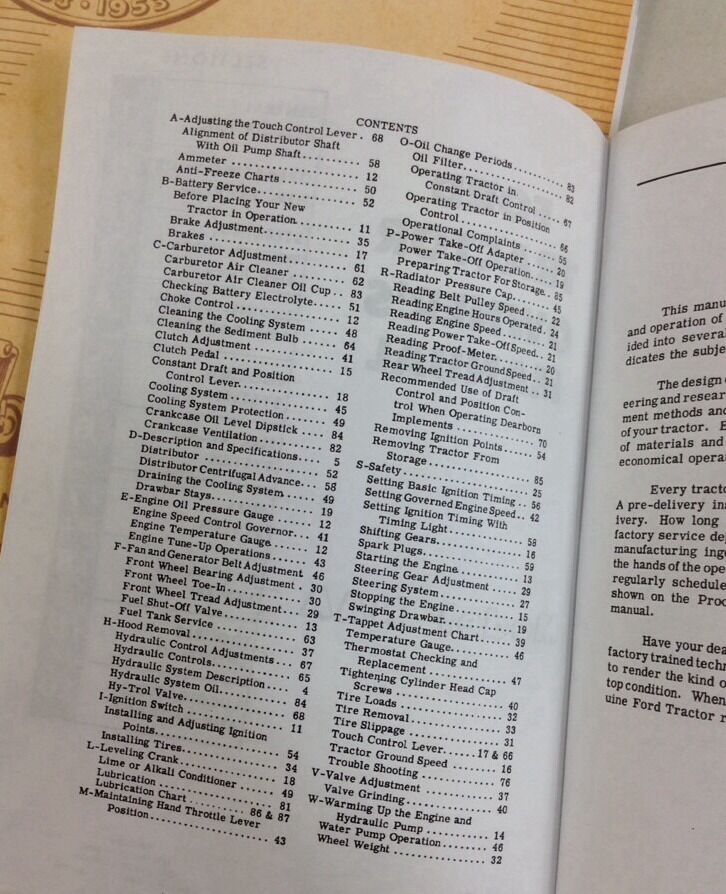 1953
CONTENTS
A-Adjusting the Touch Control Lever . 68
Alignment of Distributor Shaft
With Oil Pump Shaft.......... 58
Ammeter ................... 12
Anti-Freeze Charts ............ 50
B-Battery Service................ 52
Before Placing Your New
Tractor in Operation.......... 11
Brake Adjustment.............. 35
Brakes ..................... 17
C-Carburetor Adjustment.......... 61
Carburetor Air Cleaner ......... 62
Carburetor Air Cleaner Oil Cup .. 83
Checking Battery Electrolyte..... 51
Choke Control ................ 12
Cleaning the Cooling System ..... 48
Cleaning the Sediment Bulb ...... 64
Clutch Adjustment ............. 41
Clutch Pedal ................. 15
Constant Draft and Position
Control Lever............... 18
Cooling System ............... 45
Cooling System Protection ....... 49
Crankcase Oil Level Dipstick .... 84
Crankcase Ventilation .......... 82
D-Description and Specifications.... 5
Distributor .................. 52
Distributor Centrifugal Advance... 58
Draining the Cooling System ..... 49
Drawbar Stays................ 19
E-Engine Oil Pressure Gauge ...... 12
Engine Speed Control Governor... 41
Engine Temperature Gauge ...... 12
Engine Tune-Up Operations ..... 43
F-Fan and Generator Belt Adjustment 46
Front Wheel Bearing Adjustment . 30
Front Wheel Toe-In ............ 30
Front Wheel Tread Adjustment... 29
Fuel Shut-Off Valve ........... 13
Fuel Tank Service ............ 63
H-Hood Removal................ 37
Hydraulic Control Adjustments... 67
Hydraulic Controls............ 65
Hydraulic System Description .... 4
Hydraulic System Oil........... 84
Hy-Trol Valve................ 68
I-Ignition Switch................ 11
Installing and Adjusting Ignition
Points.................... 54
Installing Tires............... 34
L-Leveling Crank............... 18
Lime or Alkali Conditioner ...... 49
Lubrication ................. 81
Lubrication Chart ......... 86 & 87
M-Maintaining Hand Throttle Lever
Position.................. 43
O-Oil Change Periods........... 83
Oil Filter.................. 82
Operating Tractor in
Constant Draft Control ..... 67
Operating Tractor in Position
Control ................. 66
Operational Complaints ....... 55
P-Power Take-Off Adapter ...... 20
Power Take-Off Operation..... 19
Preparing Tractor For Storage.. 85
R-Radiator Pressure Cap........ 45
Reading Belt Pulley Speed ..... 22
Reading Engine Hours Operated. 24
Reading Engine Speed ........ 21
Reading Power Take-Off Speed.. 21
Reading Proof-Meter......... 20
Reading Tractor Ground Speed.. 21
Rear Wheel Tread Adjustment .. 31
Recommended Use of Draft
Control and Position Con-
trol When Operating Dearborn
Implements .............. 70
Removing Ignition Points...... 54
Removing Tractor From
Storage................. 85
S-Safety.................... 25
Setting Basic Ignition Timing .. 56
Setting Governed Engine Speed.. 42
Setting Ignition Timing With
Timing Light............. 58
Shifting Gears.............. 16
Spark Plugs................ 59
Starting the Engine.......... 13
Steering Gear Adjustment ..... 29
Steering System ............ 27
Stopping the Engine ......... 15
Swinging Drawbar........... 19
T-Tappet Adjustment Chart...... 39
Temperature Gauge.......... 46
Thermostat Checking and
Replacement ............. 47
Tightening Cylinder Head Cap
Screws ................. 40
Tire Loads ................ 32
Tire Removal .............. 33
Tire Slippage .............. 31
Touch Control Lever......17 & 66
Tractor Ground Speed ....... 16
Trouble Shooting ........... 76
V-Valve Adjustment ........... 37
Valve Grinding............. 40
W-Warming Up the Engine and
Hydraulic Pump ........... 14
Water Pump Operation....... 46
Wheel Weight .............. 32
This manu
and operation of
ided into severa
dicates the subje
The design
eering and resear
ment methods and
of your tractor. E
of materials and
economical opera
Every tracto
A pre-delivery ins
ivery. How long
factory service de
manufacturing inge
the hands of the ope
regularly schedule
shown on the Proo
manual.
Have your dea
factory trained techn
to render the kind o
top condition. When
uine Ford Tractor r